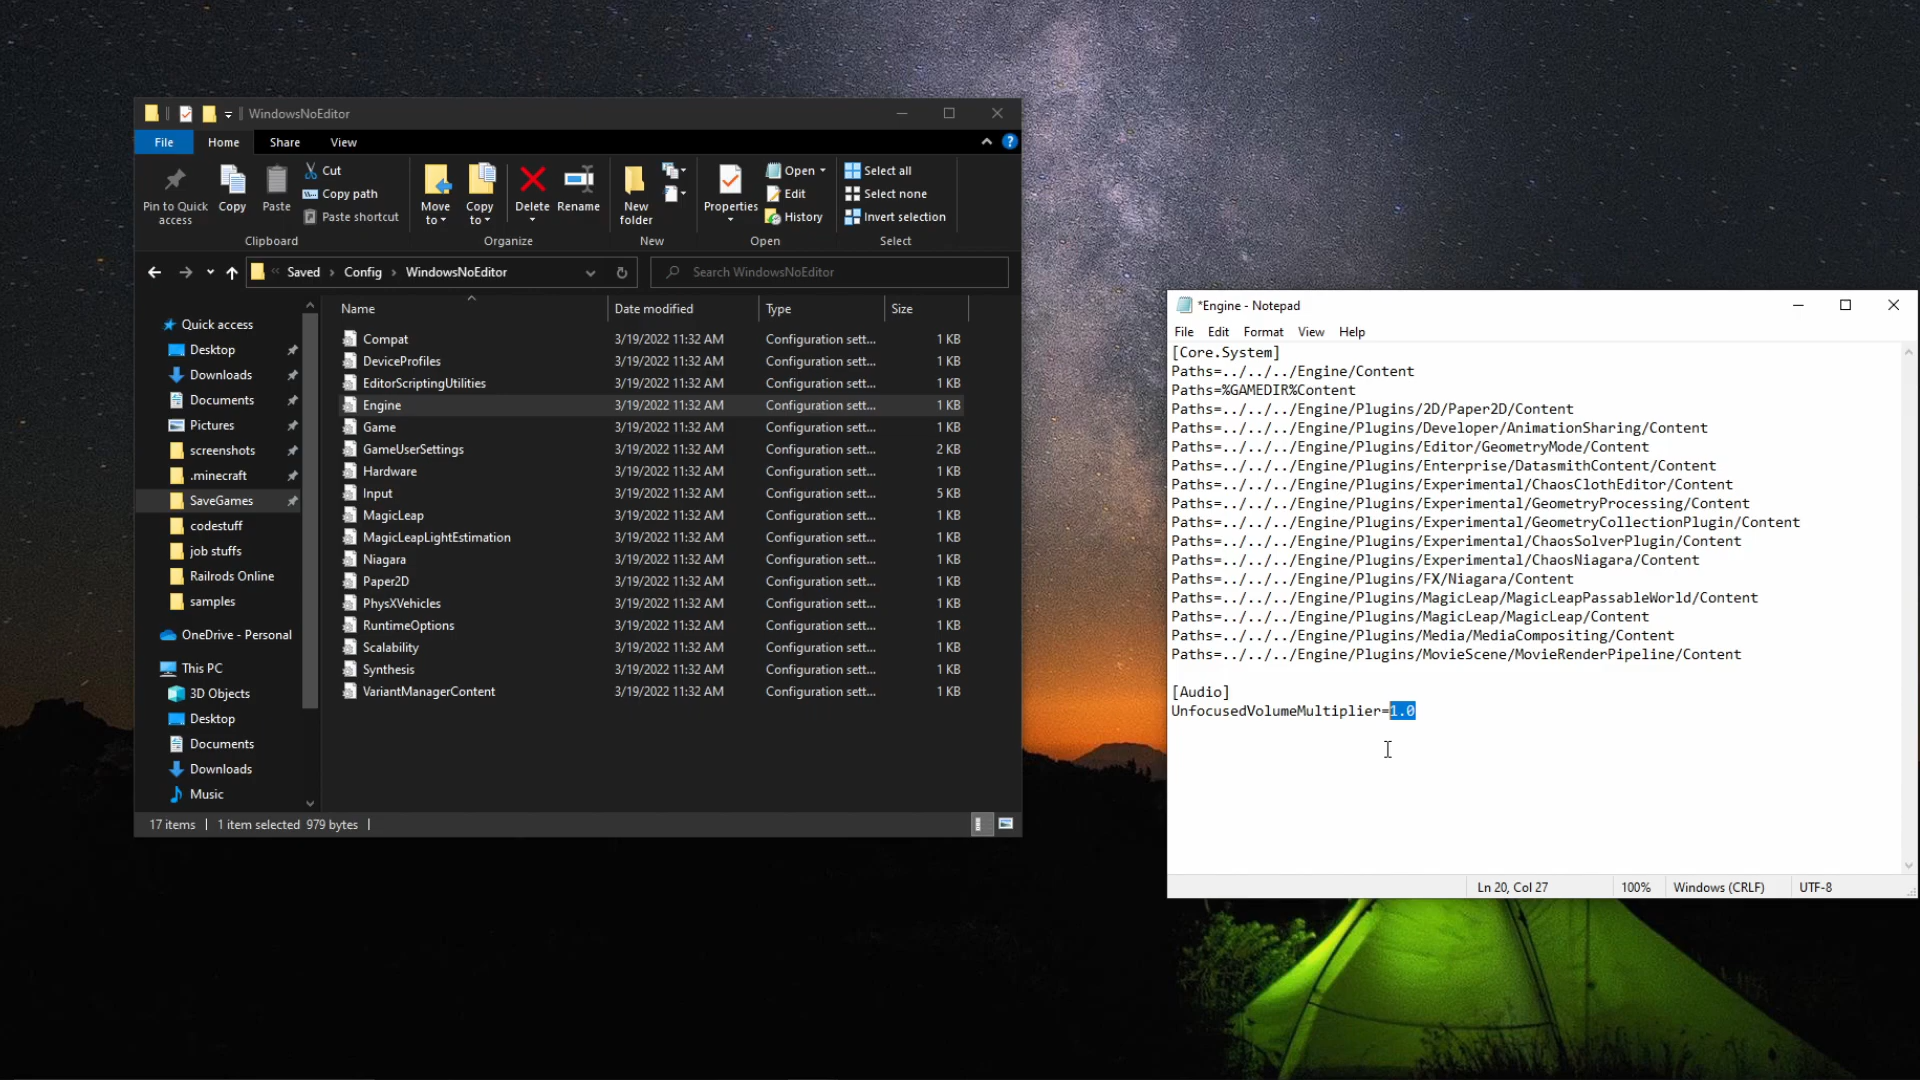 WindowsNoEditor
File Home Share View
Pin to Quick access
Copy
Paste
Cut
Copy path
Paste shortcut
Clipboard
Move to
Copy to
Delete
Rename
Organize
New folder
New
Properties
Open
Edit
History
Open
Select all
Select none
Invert selection
Select
« Saved > Config > WindowsNoEditor
Search WindowsNoEditor
Quick access
Desktop
Downloads
Documents
Pictures
screenshots
.minecraft
SaveGames
codestuff
job stuffs
Railrods Online
samples
OneDrive - Personal
This PC
3D Objects
Desktop
Documents
Downloads
Music
Name Date modified Type Size
Compat 3/19/2022 11:32 AM Configuration sett... 1 KB
DeviceProfiles 3/19/2022 11:32 AM Configuration sett... 1 KB
EditorScriptingUtilities 3/19/2022 11:32 AM Configuration sett... 1 KB
Engine 3/19/2022 11:32 AM Configuration sett... 1 KB
Game 3/19/2022 11:32 AM Configuration sett... 1 KB
GameUserSettings 3/19/2022 11:32 AM Configuration sett... 2 KB
Hardware 3/19/2022 11:32 AM Configuration sett... 1 KB
Input 3/19/2022 11:32 AM Configuration sett... 5 KB
MagicLeap 3/19/2022 11:32 AM Configuration sett... 1 KB
MagicLeapLightEstimation 3/19/2022 11:32 AM Configuration sett... 1 KB
Niagara 3/19/2022 11:32 AM Configuration sett... 1 KB
Paper2D 3/19/2022 11:32 AM Configuration sett... 1 KB
PhysXVehicles 3/19/2022 11:32 AM Configuration sett... 1 KB
RuntimeOptions 3/19/2022 11:32 AM Configuration sett... 1 KB
Scalability 3/19/2022 11:32 AM Configuration sett... 1 KB
Synthesis 3/19/2022 11:32 AM Configuration sett... 1 KB
VariantManagerContent 3/19/2022 11:32 AM Configuration sett... 1 KB
17 items | 1 item selected 979 bytes |
*Engine - Notepad
File Edit Format View Help
[Core.System]
Paths=../../../Engine/Content
Paths=%GAMEDIR%Content
Paths=../../../Engine/Plugins/2D/Paper2D/Content
Paths=../../../Engine/Plugins/Developer/AnimationSharing/Content
Paths=../../../Engine/Plugins/Editor/GeometryMode/Content
Paths=../../../Engine/Plugins/Enterprise/DatasmithContent/Content
Paths=../../../Engine/Plugins/Experimental/ChaosClothEditor/Content
Paths=../../../Engine/Plugins/Experimental/GeometryProcessing/Content
Paths=../../../Engine/Plugins/Experimental/GeometryCollectionPlugin/Content
Paths=../../../Engine/Plugins/Experimental/ChaosSolverPlugin/Content
Paths=../../../Engine/Plugins/Experimental/ChaosNiagara/Content
Paths=../../../Engine/Plugins/FX/Niagara/Content
Paths=../../../Engine/Plugins/MagicLeap/MagicLeapPassableWorld/Content
Paths=../../../Engine/Plugins/MagicLeap/MagicLeap/Content
Paths=../../../Engine/Plugins/Media/MediaCompositing/Content
Paths=../../../Engine/Plugins/MovieScene/MovieRenderPipeline/Content
[Audio]
UnfocusedVolumeMultiplier=1.0
Ln 20, Col 27 100% Windows (CRLF) UTF-8